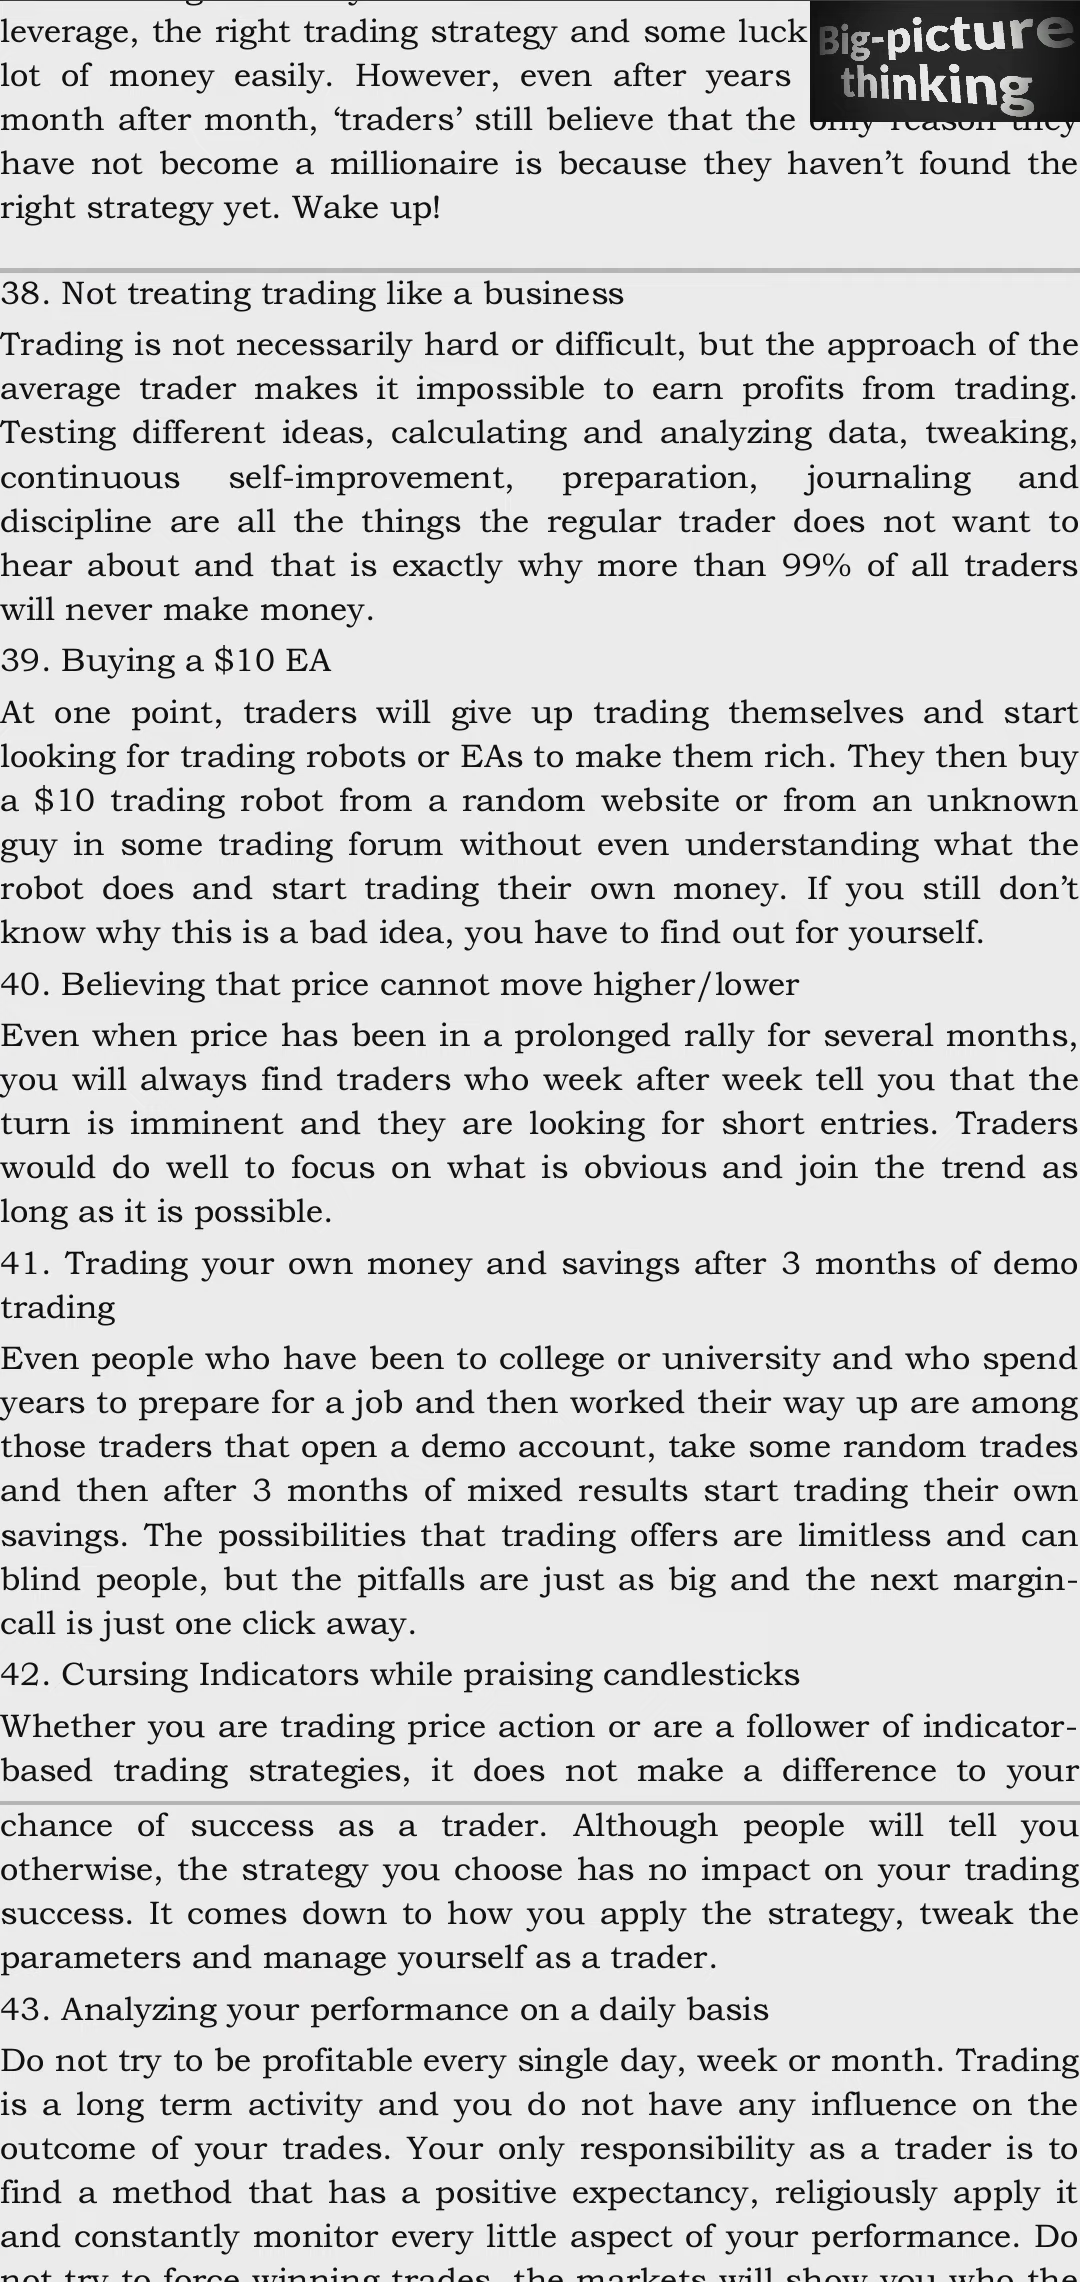 leverage, the right trading strategy and some luck
lot of money easily. However, even after years
month after month, ‘traders’ still believe that the only reason they
have not become a millionaire is because they haven’t found the
right strategy yet. Wake up!
Big-picture
thinking
38. Not treating trading like a business
Trading is not necessarily hard or difficult, but the approach of the
average trader makes it impossible to earn profits from trading.
Testing different ideas, calculating and analyzing data, tweaking,
continuous self-improvement, preparation, journaling and
discipline are all the things the regular trader does not want to
hear about and that is exactly why more than 99% of all traders
will never make money.
39. Buying a $10 EA
At one point, traders will give up trading themselves and start
looking for trading robots or EAs to make them rich. They then buy
a $10 trading robot from a random website or from an unknown
guy in some trading forum without even understanding what the
robot does and start trading their own money. If you still don’t
know why this is a bad idea, you have to find out for yourself.
40. Believing that price cannot move higher/lower
Even when price has been in a prolonged rally for several months,
you will always find traders who week after week tell you that the
turn is imminent and they are looking for short entries. Traders
would do well to focus on what is obvious and join the trend as
long as it is possible.
41. Trading your own money and savings after 3 months of demo
trading
Even people who have been to college or university and who spend
years to prepare for a job and then worked their way up are among
those traders that open a demo account, take some random trades
and then after 3 months of mixed results start trading their own
savings. The possibilities that trading offers are limitless and can
blind people, but the pitfalls are just as big and the next margin-
call is just one click away.
42. Cursing Indicators while praising candlesticks
Whether you are trading price action or are a follower of indicator-
based trading strategies, it does not make a difference to your
chance of success as a trader. Although people will tell you
otherwise, the strategy you choose has no impact on your trading
success. It comes down to how you apply the strategy, tweak the
parameters and manage yourself as a trader.
43. Analyzing your performance on a daily basis
Do not try to be profitable every single day, week or month. Trading
is a long term activity and you do not have any influence on the
outcome of your trades. Your only responsibility as a trader is to
find a method that has a positive expectancy, religiously apply it
and constantly monitor every little aspect of your performance. Do
not try to force winning trades, the markets will show you who the